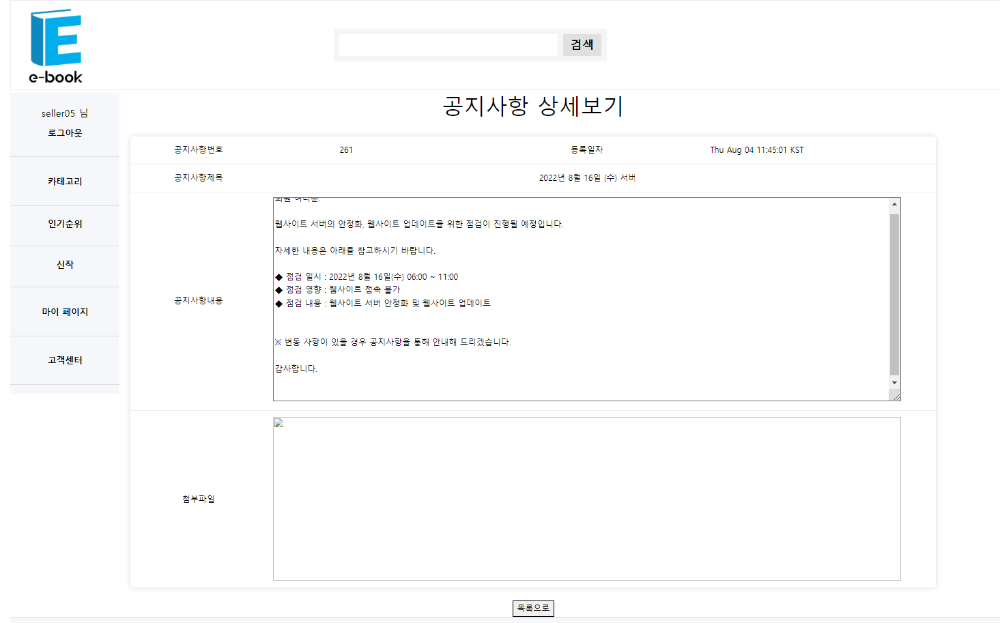 E
e-book
검색
seller05 님
로그아웃
카테고리
인기순위
신작
마이 페이지
고객센터
공지사항 상세보기
공지사항번호 261 등록일자 Thu Aug 04 11:45:01 KST
공지사항제목 2022년 8월 16일 (수) 서버
공지사항내용
회원 여러분.
웹사이트 서버의 안정화, 웹사이트 업데이트를 위한 점검이 진행될 예정입니다.
자세한 내용은 아래를 참고하시기 바랍니다.
◆ 점검 일시 : 2022년 8월 16일(수) 06:00 ~ 11:00
◆ 점검 영향 : 웹사이트 접속 불가
◆ 점검 내용 : 웹사이트 서버 안정화 및 웹사이트 업데이트
※ 변동 사항이 있을 경우 공지사항을 통해 안내해 드리겠습니다.
감사합니다.
첨부파일
목록으로